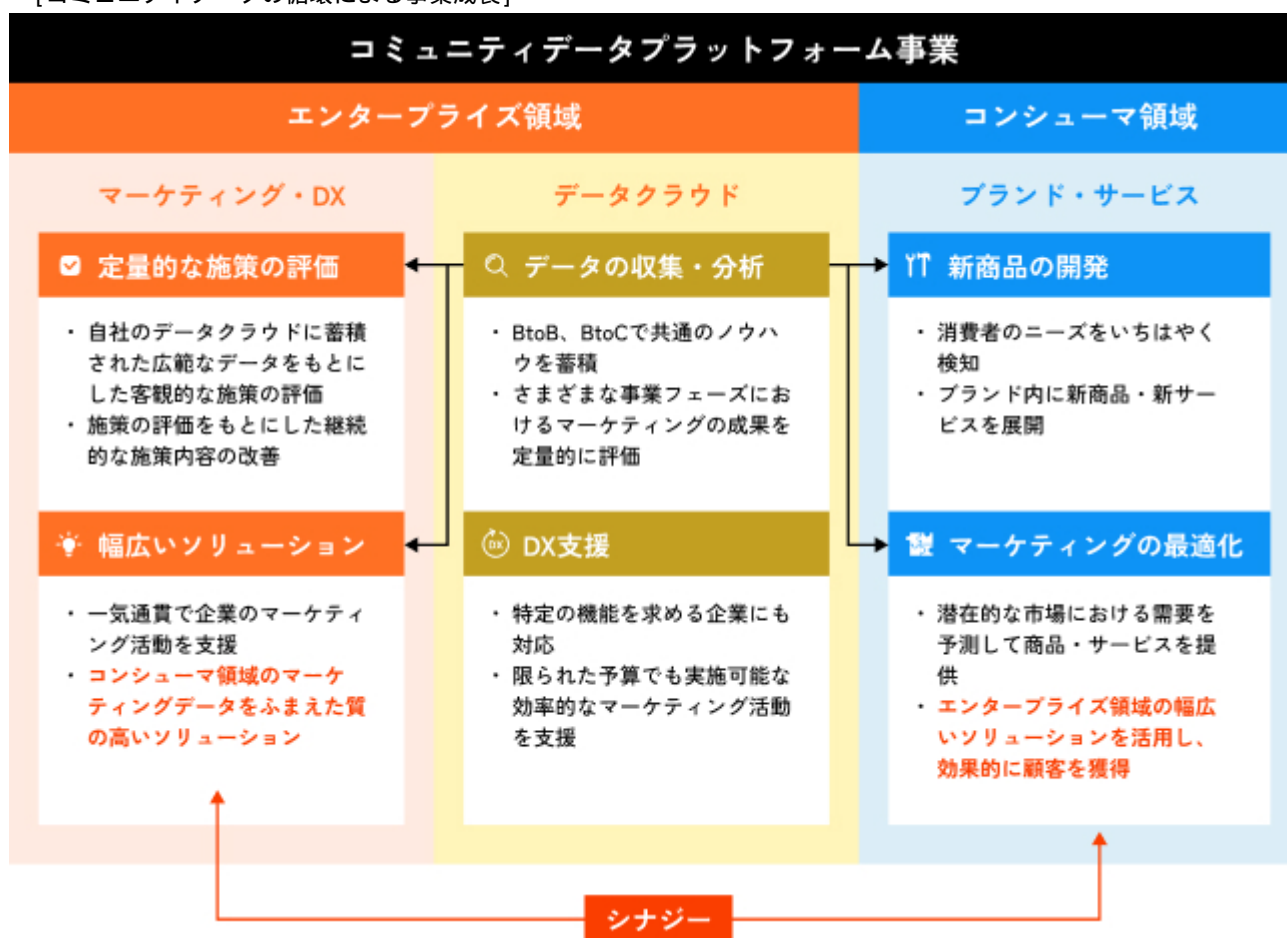 [コミュニティデータの循環による事業成長]
コミュニティデータプラットフォーム事業
エンタープライズ領域
コンシューマ領域
マーケティング・DX
データクラウド
ブランド・サービス
定量的な施策の評価
・自社のデータクラウドに蓄積
された広範なデータをもとに
した客観的な施策の評価
・施策の評価をもとにした継続
的な施策内容の改善
データの収集・分析
・BtoB、BtoCで共通のノウハ
ウを蓄積
・さまざまな事業フェーズにお
けるマーケティングの成果を
定量的に評価
新商品の開発
・消費者のニーズをいちはやく
検知
・ブランド内に新商品・新サー
ビスを展開
幅広いソリューション
・一気通貫で企業のマーケティ
ング活動を支援
・コンシューマ領域のマーケ
ティングデータをふまえた質
の高いソリューション
DX
DX支援
・特定の機能を求める企業にも
対応
・限られた予算でも実施可能な
効率的なマーケティング活動
を支援
マーケティングの最適化
・潜在的な市場における需要を
予測して商品・サービスを提
供
・エンタープライズ領域の幅広
いソリューションを活用し、
効果的に顧客を獲得
シナジー